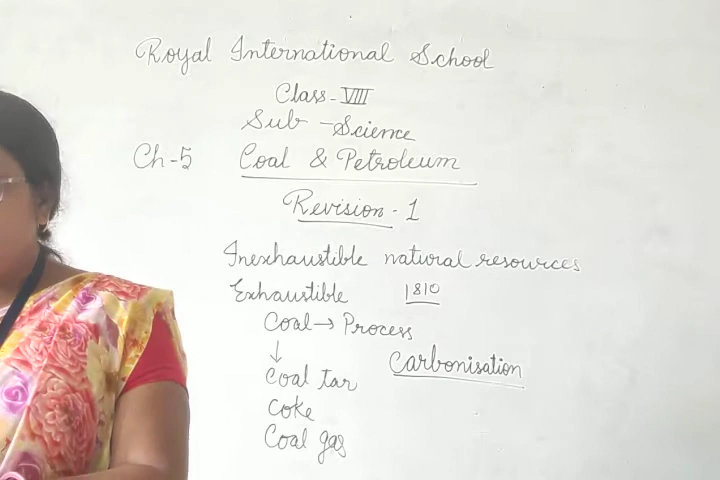 Royal International School
Class-VIII
Sub - Science
Ch-5 Coal & Petroleum
Revision-1
Inexhaustible natural resources
Exhaustible 1810
Coal → Process
↓ Carbonisation
Coal tar
Coke
Coal gas